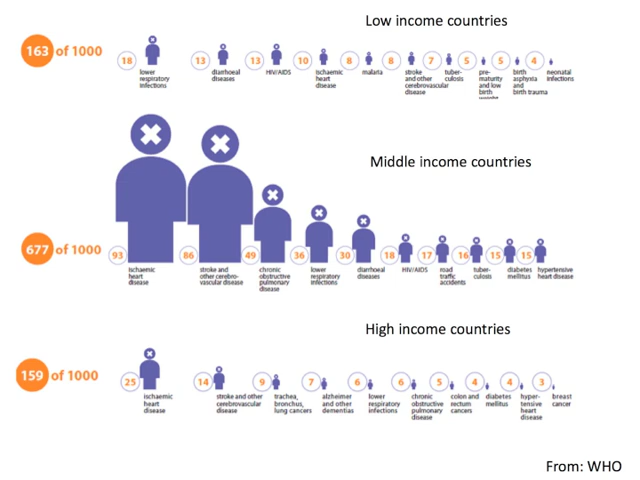 Low income countries
163 of 1000
18
lower
respiratory
infections
13
diarrhoeal
diseases
13
HIV/AIDS
10
ischaemic
heart
disease
8
malaria
8
stroke
and other
cerebrovascular
disease
7
tuber-
culosis
5
pre-
maturity
and low
birth
5
birth
asphyxia
and
birth trauma
4
neonatal
infections
Middle income countries
677 of 1000
93
ischaemic
heart
disease
86
stroke and
other cerebro-
vascular disease
49
chronic
obstructive
pulmonary
disease
36
lower
respiratory
infections
30
diarrhoeal
diseases
18
HIV/AIDS
17
road
traffic
accidents
16
tuber-
culosis
15
diabetes
mellitus
15
hypertensive
heart disease
High income countries
159 of 1000
25
ischaemic
heart
disease
14
stroke and other
cerebrovascular
disease
9
trachea,
bronchus,
lung cancers
7
alzheimer
and other
dementias
6
lower
respiratory
infections
6
chronic
obstructive
pulmonary
disease
5
colon and
rectum
cancers
4
diabetes
mellitus
4
hyper-
tensive
heart
disease
3
breast
cancer
From: WHO